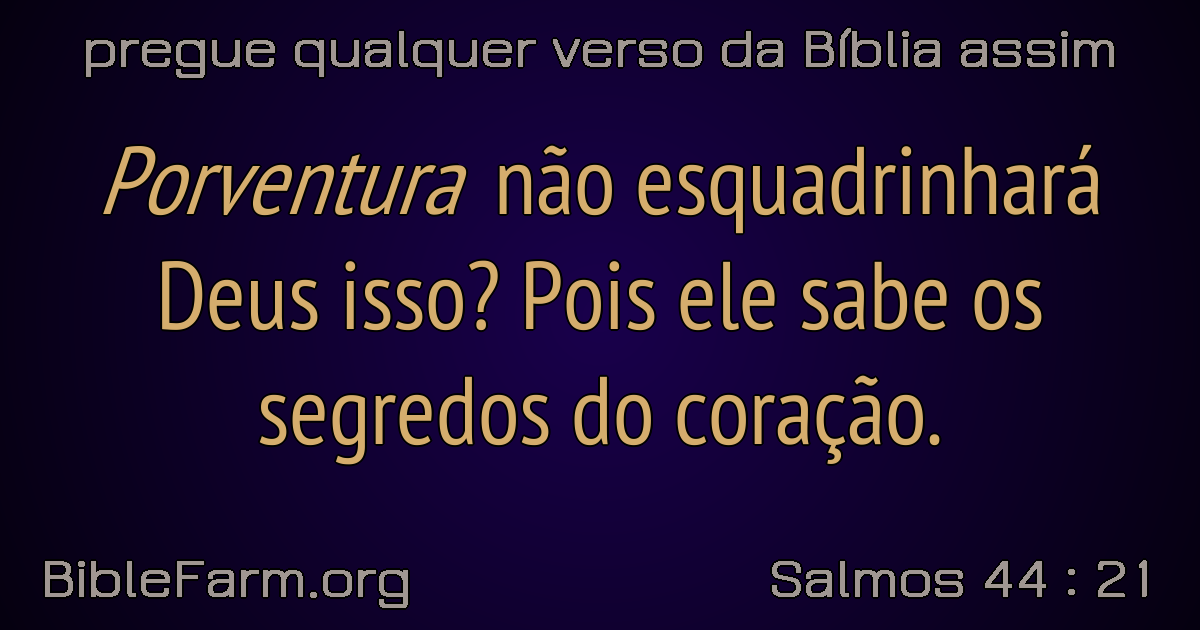 pregue qualquer verso da Bíblia assim
Porventura não esquadrinhará
Deus isso? Pois ele sabe os
segredos do coração.
BibleFarm.org
Salmos 44 : 21